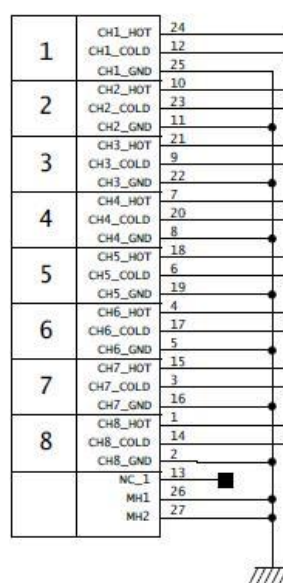 1
CH1_HOT 24
CH1_COLD 12
CH1_GND 25
2
CH2_HOT 10
CH2_COLD 23
CH2_GND 11
3
CH3_HOT 21
CH3_COLD 9
CH3_GND 22
4
CH4_HOT 7
CH4_COLD 20
CH4_GND 8
5
CH5_HOT 18
CH5_COLD 6
CH5_GND 19
6
CH6_HOT 4
CH6_COLD 17
CH6_GND 5
7
CH7_HOT 15
CH7_COLD 3
CH7_GND 16
8
CH8_HOT 1
CH8_COLD 14
CH8_GND 2
NC_1 13
MH1 26
MH2 27